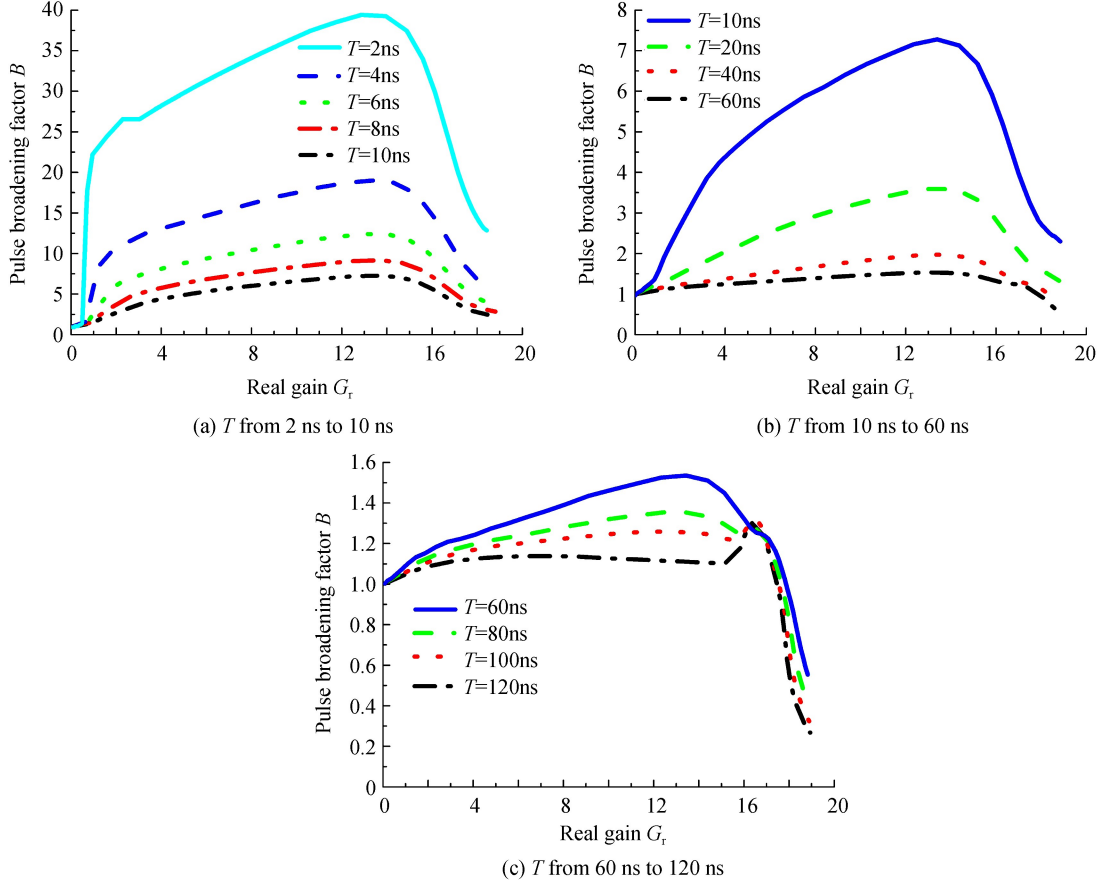 Pulse broadening factor B
40
35
30
25
20
15
10
5
0
T=2ns
T=4ns
T=6ns
T=8ns
T=10ns
0 4 8 12 16 20
Real gain Gr
(a) T from 2 ns to 10 ns
Pulse broadening factor B
8
7
6
5
4
3
2
1
0
T=10ns
T=20ns
T=40ns
T=60ns
0 4 8 12 16 20
Real gain Gr
(b) T from 10 ns to 60 ns
Pulse broadening factor B
1.6
1.4
1.2
1.0
0.8
0.6
0.4
0.2
0
T=60ns
T=80ns
T=100ns
T=120ns
0 4 8 12 16 20
Real gain Gr
(c) T from 60 ns to 120 ns